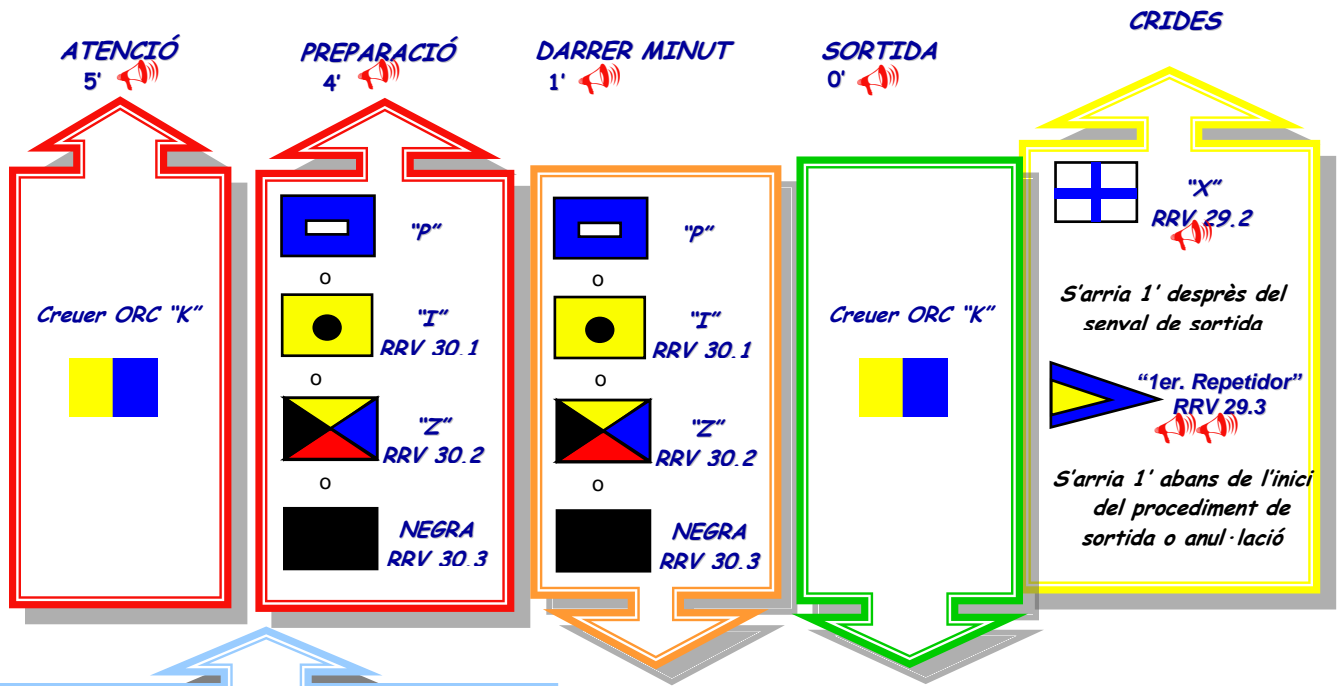 ATENCIÓ
5'
Creuer ORC “K”
PREPARACIÓ
4'
“P”
o
“I”
RRV 30.1
o
“Z”
RRV 30.2
o
NEGRA
RRV 30.3
DARRER MINUT
1'
“P”
o
“I”
RRV 30.1
o
“Z”
RRV 30.2
o
NEGRA
RRV 30.3
SORTIDA
0'
Creuer ORC “K”
CRIDES
“X”
RRV 29.2
S'arria 1' desprès del
senval de sortida
“1er. Repetidor”
RRV 29.3
S'arria 1' abans de l'inici
del procediment de
sortida o anul·lació